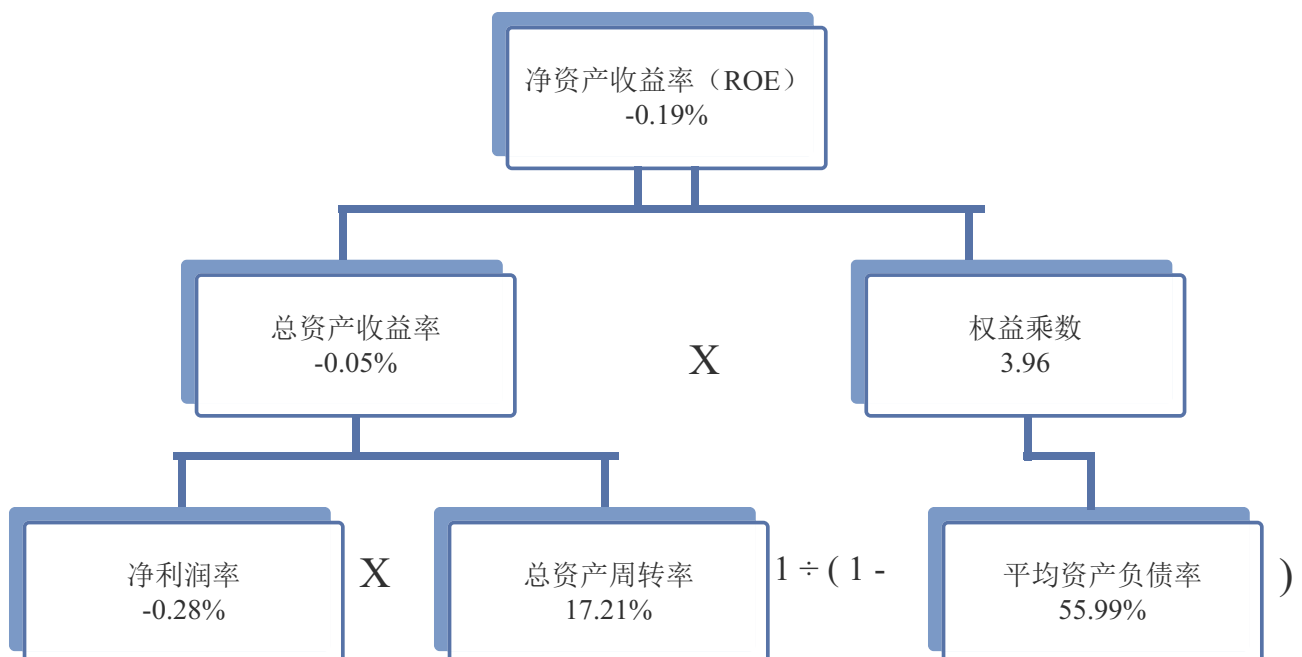 净资产收益率（ROE）
-0.19%
总资产收益率
-0.05%
X
权益乘数
3.96
净利润率
-0.28%
X
总资产周转率
17.21%
1 ÷ ( 1 -
平均资产负债率
55.99%
)